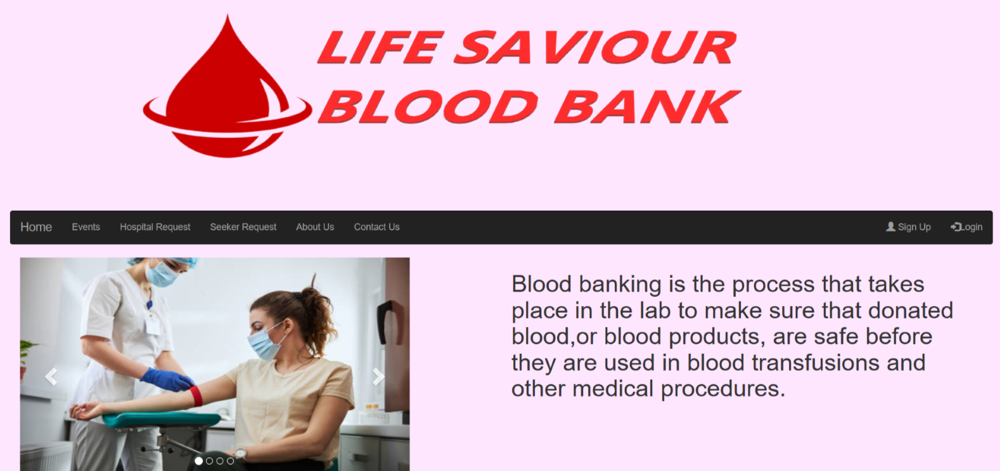 LIFE SAVIOUR
BLOOD BANK
Home Events Hospital Request Seeker Request About Us Contact Us Sign Up Login
Blood banking is the process that takes
place in the lab to make sure that donated
blood,or blood products, are safe before
they are used in blood transfusions and
other medical procedures.